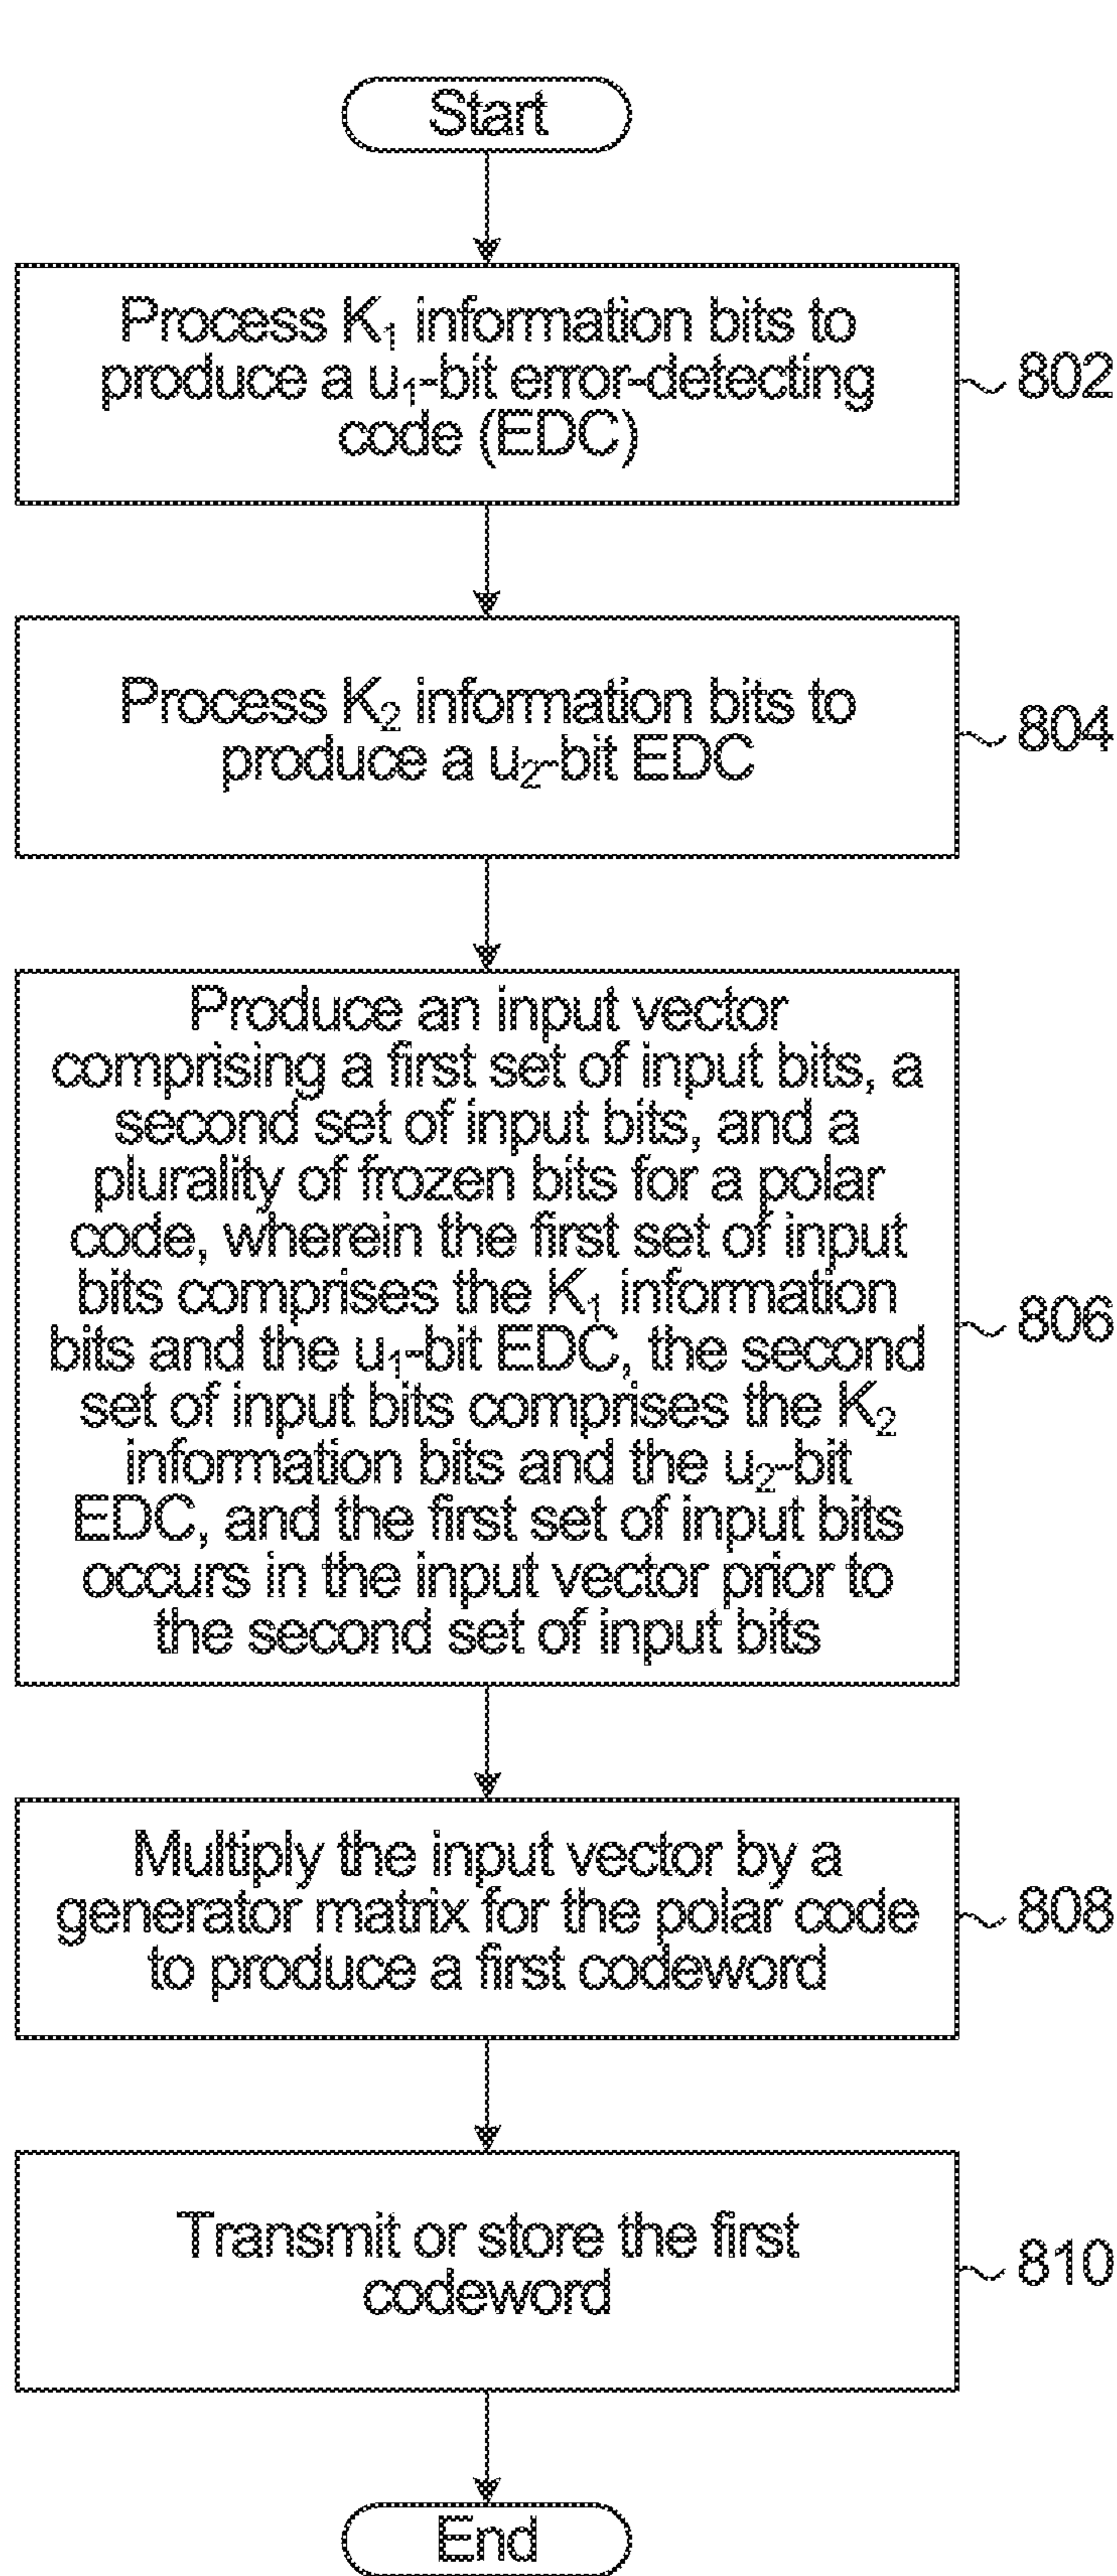 Start
Process K₁ information bits to
produce a u₁-bit error-detecting
code (EDC)
802
Process K₂ information bits to
produce a u₂-bit EDC
804
Produce an input vector
comprising a first set of input bits, a
second set of input bits, and a
plurality of frozen bits for a polar
code, wherein the first set of input
bits comprises the K₁ information
bits and the u₁-bit EDC, the second
set of input bits comprises the K₂
information bits and the u₂-bit
EDC, and the first set of input bits
occurs in the input vector prior to
the second set of input bits
806
Multiply the input vector by a
generator matrix for the polar code
to produce a first codeword
808
Transmit or store the first
codeword
810
End